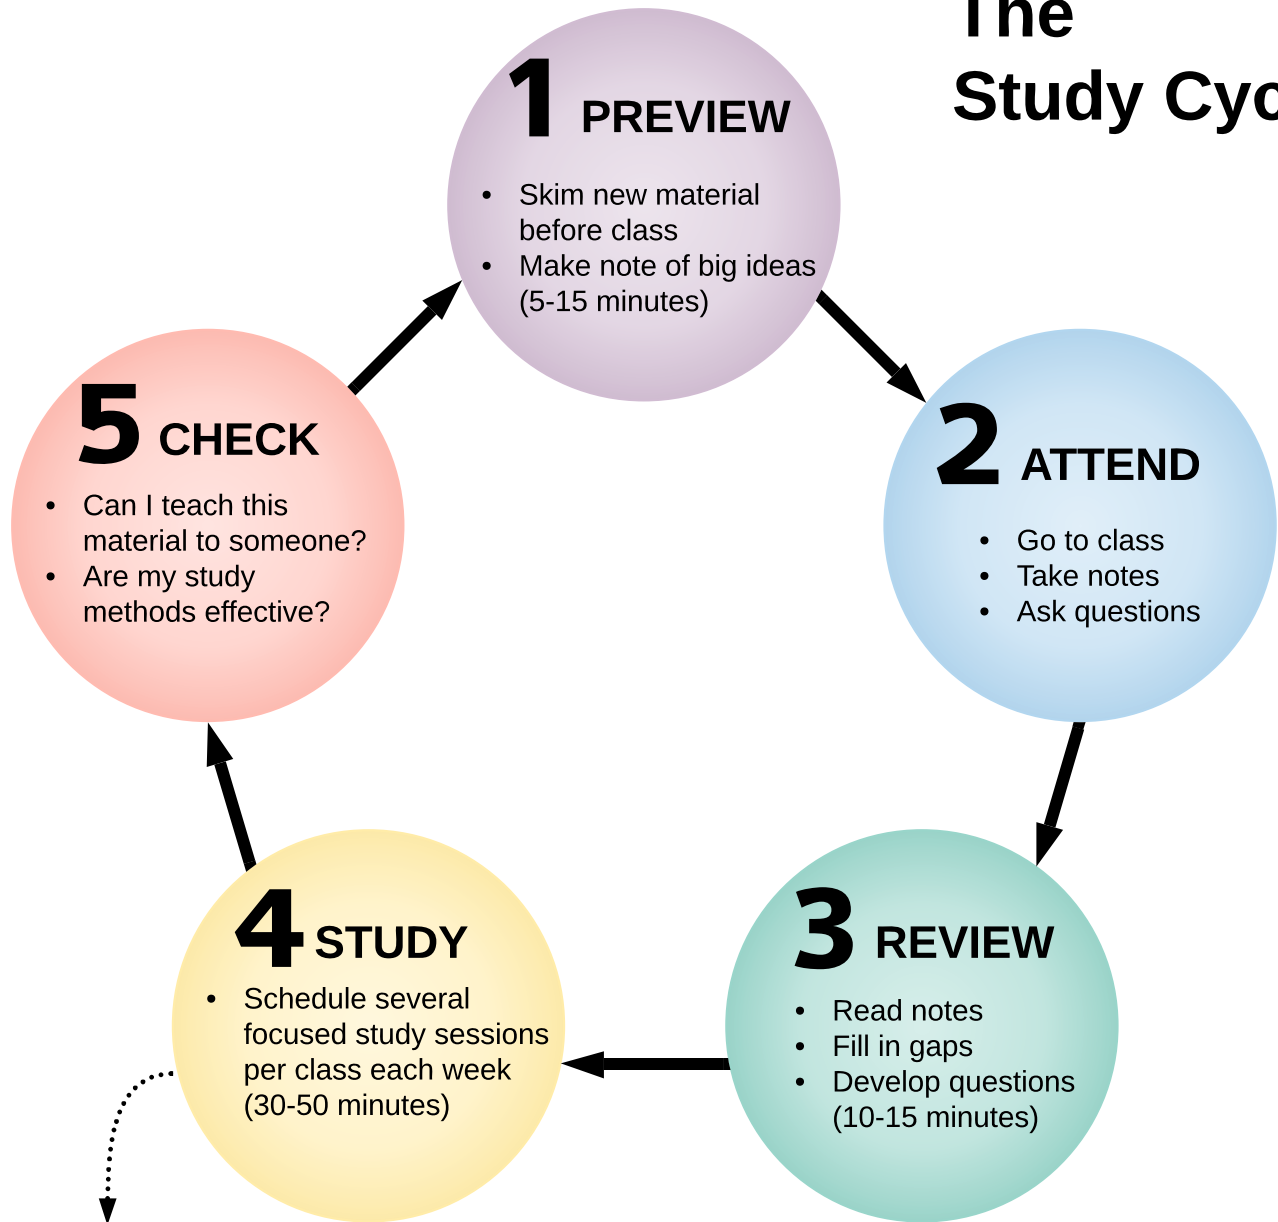 The
Study Cyc
1 PREVIEW
• Skim new material
before class
• Make note of big ideas
(5-15 minutes)
2 ATTEND
• Go to class
• Take notes
• Ask questions
3 REVIEW
• Read notes
• Fill in gaps
• Develop questions
(10-15 minutes)
4 STUDY
• Schedule several
focused study sessions
per class each week
(30-50 minutes)
5 CHECK
• Can I teach this
material to someone?
• Are my study
methods effective?